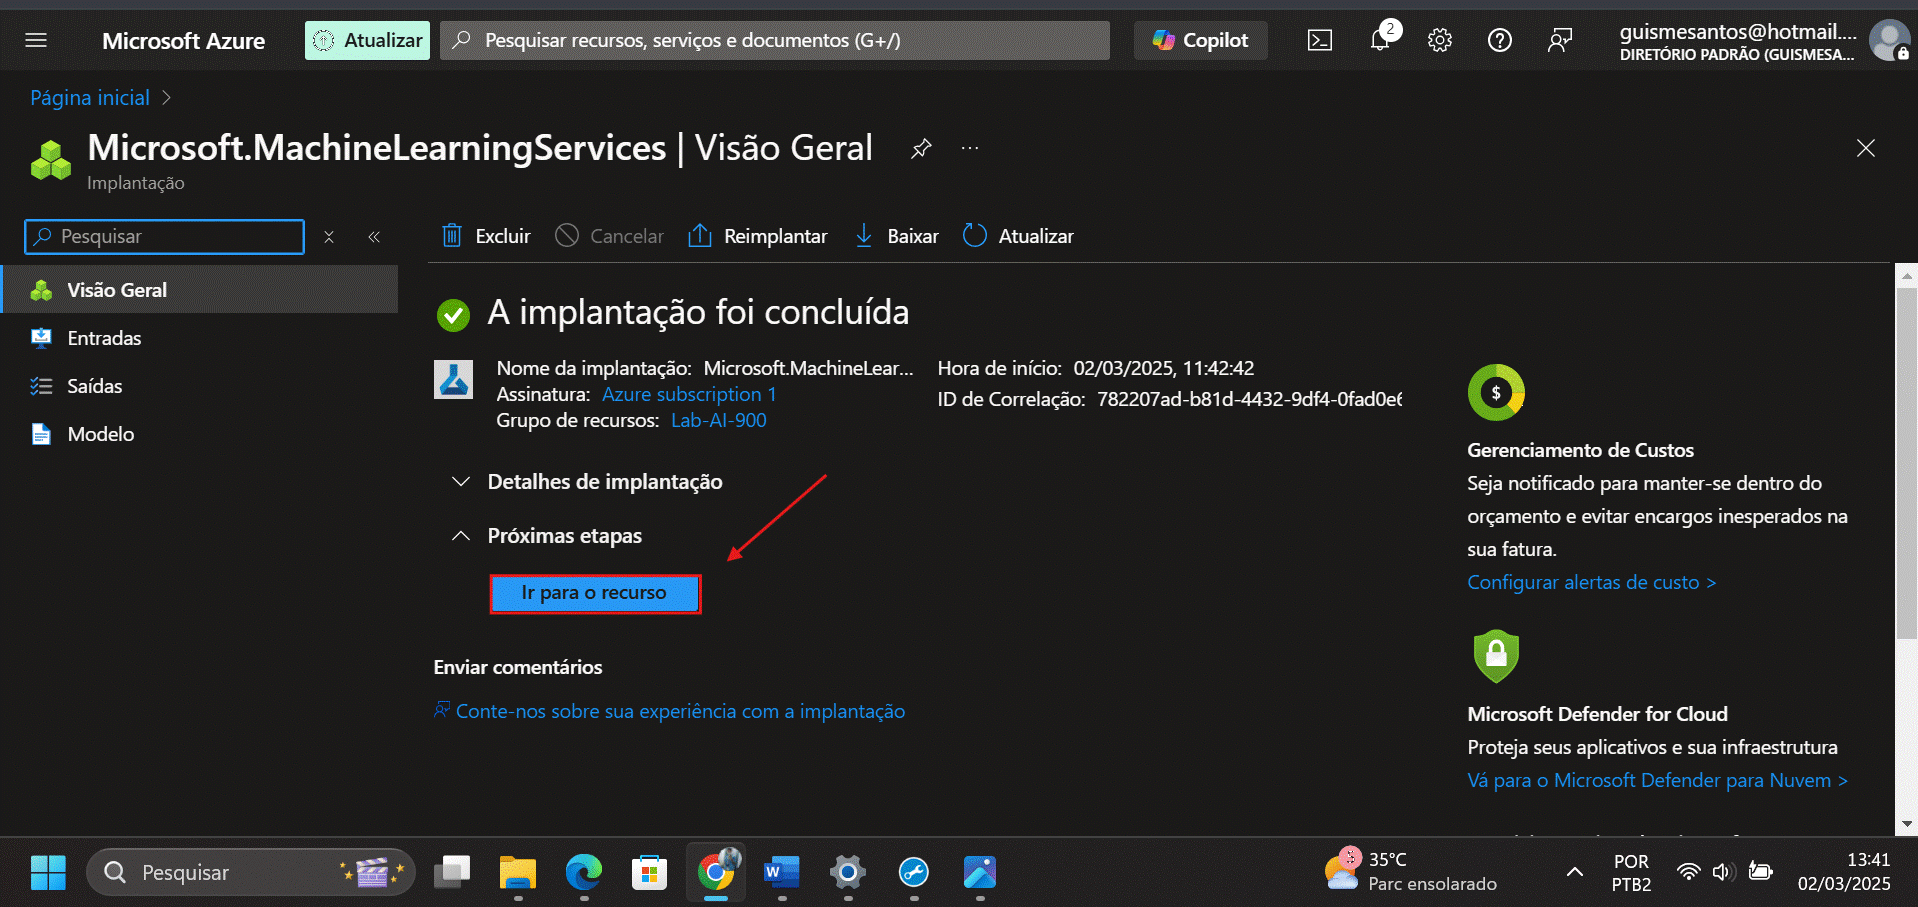 Microsoft Azure
Atualizar
Pesquisar recursos, serviços e documentos (G+/)
Copilot
2
guismesantos@hotmail....
DIRETÓRIO PADRÃO (GUISMESA...
Página inicial
Microsoft.MachineLearningServices | Visão Geral
...
Implantação
Pesquisar
Excluir
Cancelar
Reimplantar
Baixar
Atualizar
Visão Geral
Entradas
Saídas
Modelo
A implantação foi concluída
Nome da implantação: Microsoft.MachineLear...
Assinatura: Azure subscription 1
Grupo de recursos: Lab-AI-900
Hora de início: 02/03/2025, 11:42:42
ID de Correlação: 782207ad-b81d-4432-9df4-0fad0e6
Detalhes de implantação
Próximas etapas
Ir para o recurso
Enviar comentários
Conte-nos sobre sua experiência com a implantação
$
Gerenciamento de Custos
Seja notificado para manter-se dentro do
orçamento e evitar encargos inesperados na
sua fatura.
Configurar alertas de custo >
Microsoft Defender for Cloud
Proteja seus aplicativos e sua infraestrutura
Vá para o Microsoft Defender para Nuvem >
Pesquisar
W
35°C
Parc ensolarado
POR
PTB2
13:41
02/03/2025